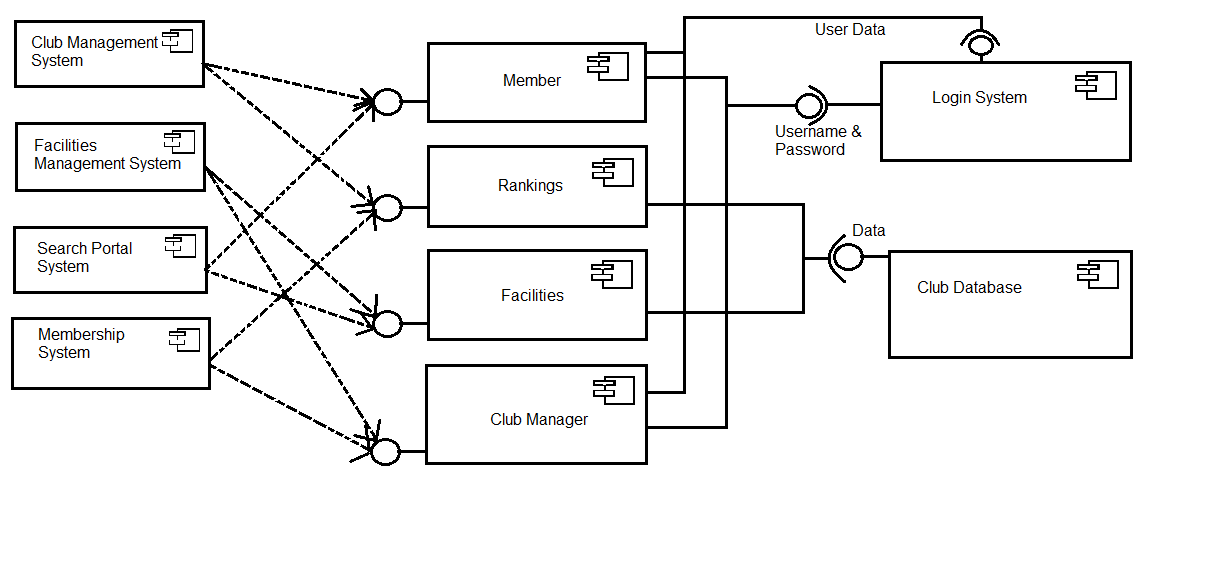 Club Management
System
Facilities
Management System
Search Portal
System
Membership
System
Member
Rankings
Facilities
Club Manager
User Data
Login System
Username &
Password
Data
Club Database